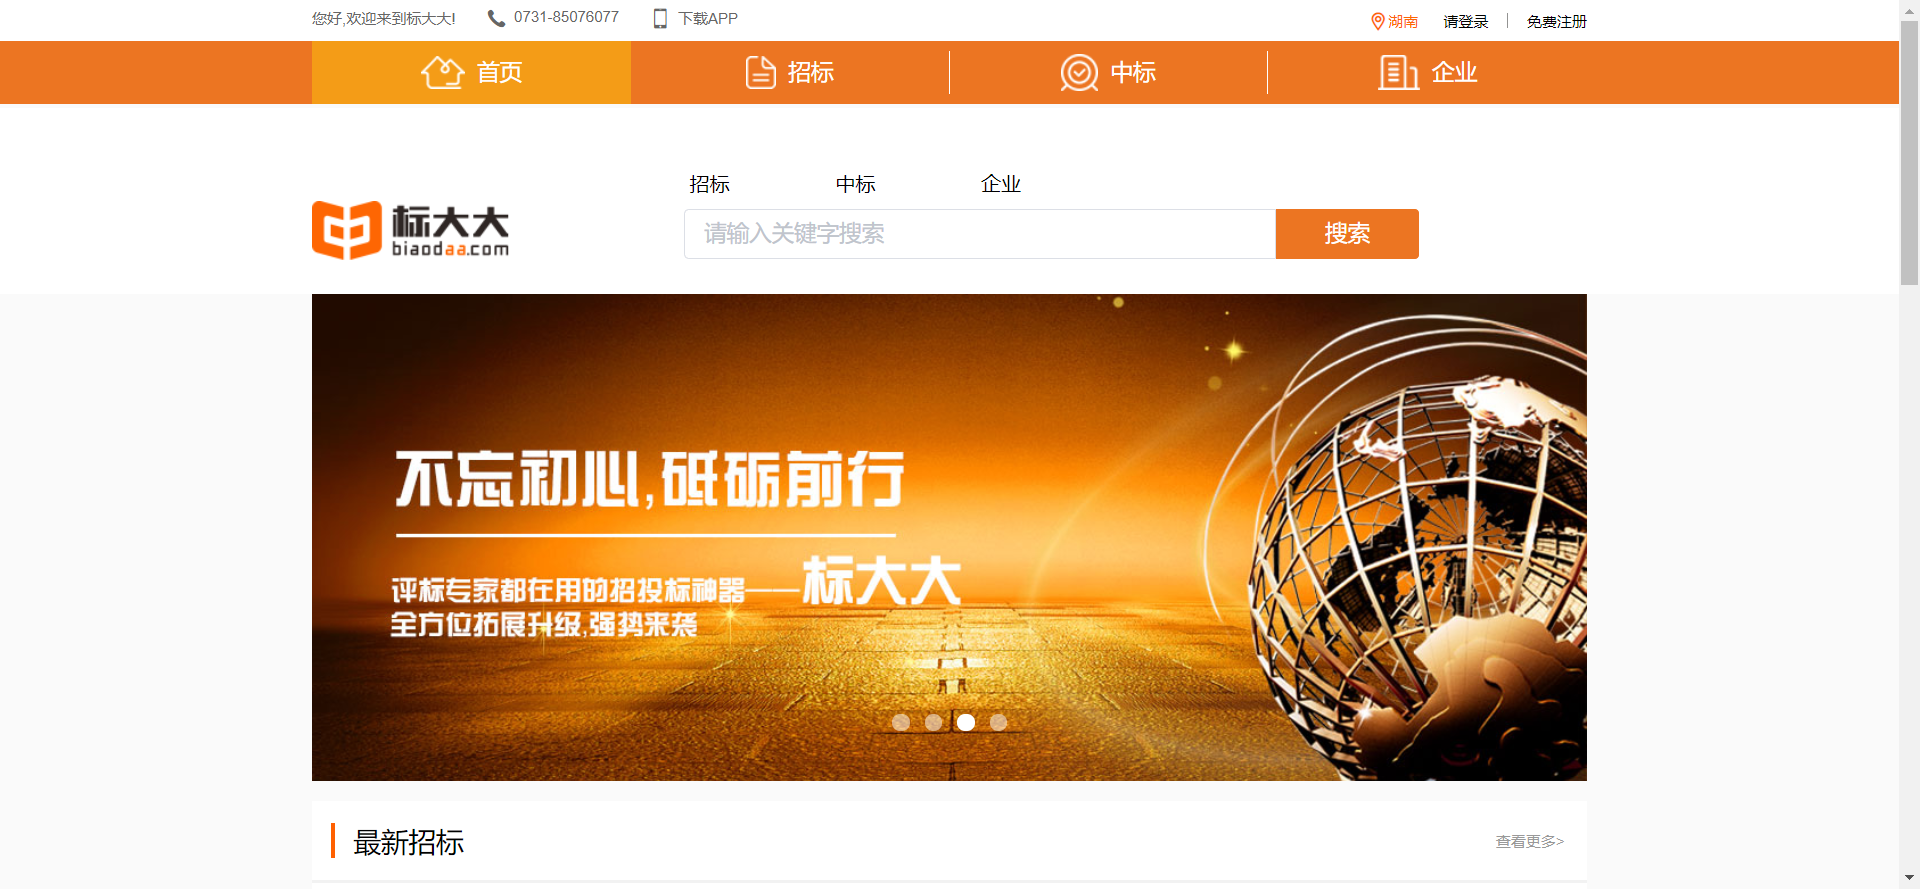 您好,欢迎来到标大大! 0731-85076077 下载APP 湖南 请登录 免费注册
首页 招标 中标 企业
招标 中标 企业
标大大
biaodaa.com
请输入关键字搜索 搜索
不忘初心,砥砺前行
评标专家都在用的招投标神器——标大大
全方位拓展升级,强势来袭
最新招标 查看更多>